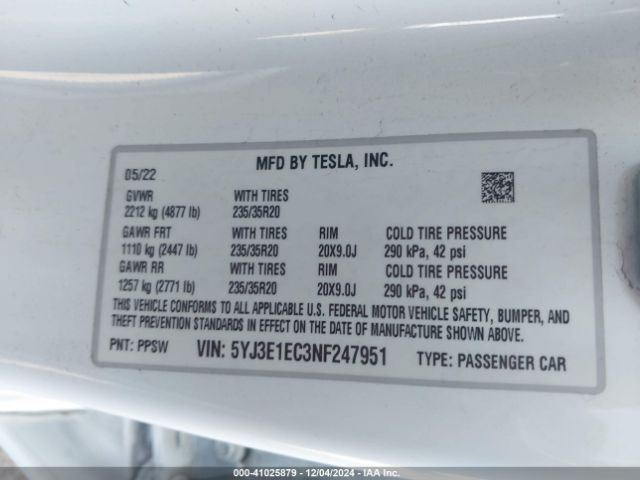 05/22 MFD BY TESLA, INC.
GVWR WITH TIRES
2212 kg (4877 lb) 235/35R20
GAWR FRT WITH TIRES RIM COLD TIRE PRESSURE
1110 kg (2447 lb) 235/35R20 20X9.0J 290 kPa, 42 psi
GAWR RR WITH TIRES RIM COLD TIRE PRESSURE
1257 kg (2771 lb) 235/35R20 20X9.0J 290 kPa, 42 psi
THIS VEHICLE CONFORMS TO ALL APPLICABLE U.S. FEDERAL MOTOR VEHICLE SAFETY, BUMPER, AND
THEFT PREVENTION STANDARDS IN EFFECT ON THE DATE OF MANUFACTURE SHOWN ABOVE.
PNT: PPSW VIN: 5YJ3E1EC3NF247951 TYPE: PASSENGER CAR
000-41025879 - 12/04/2024 - IAA Inc.